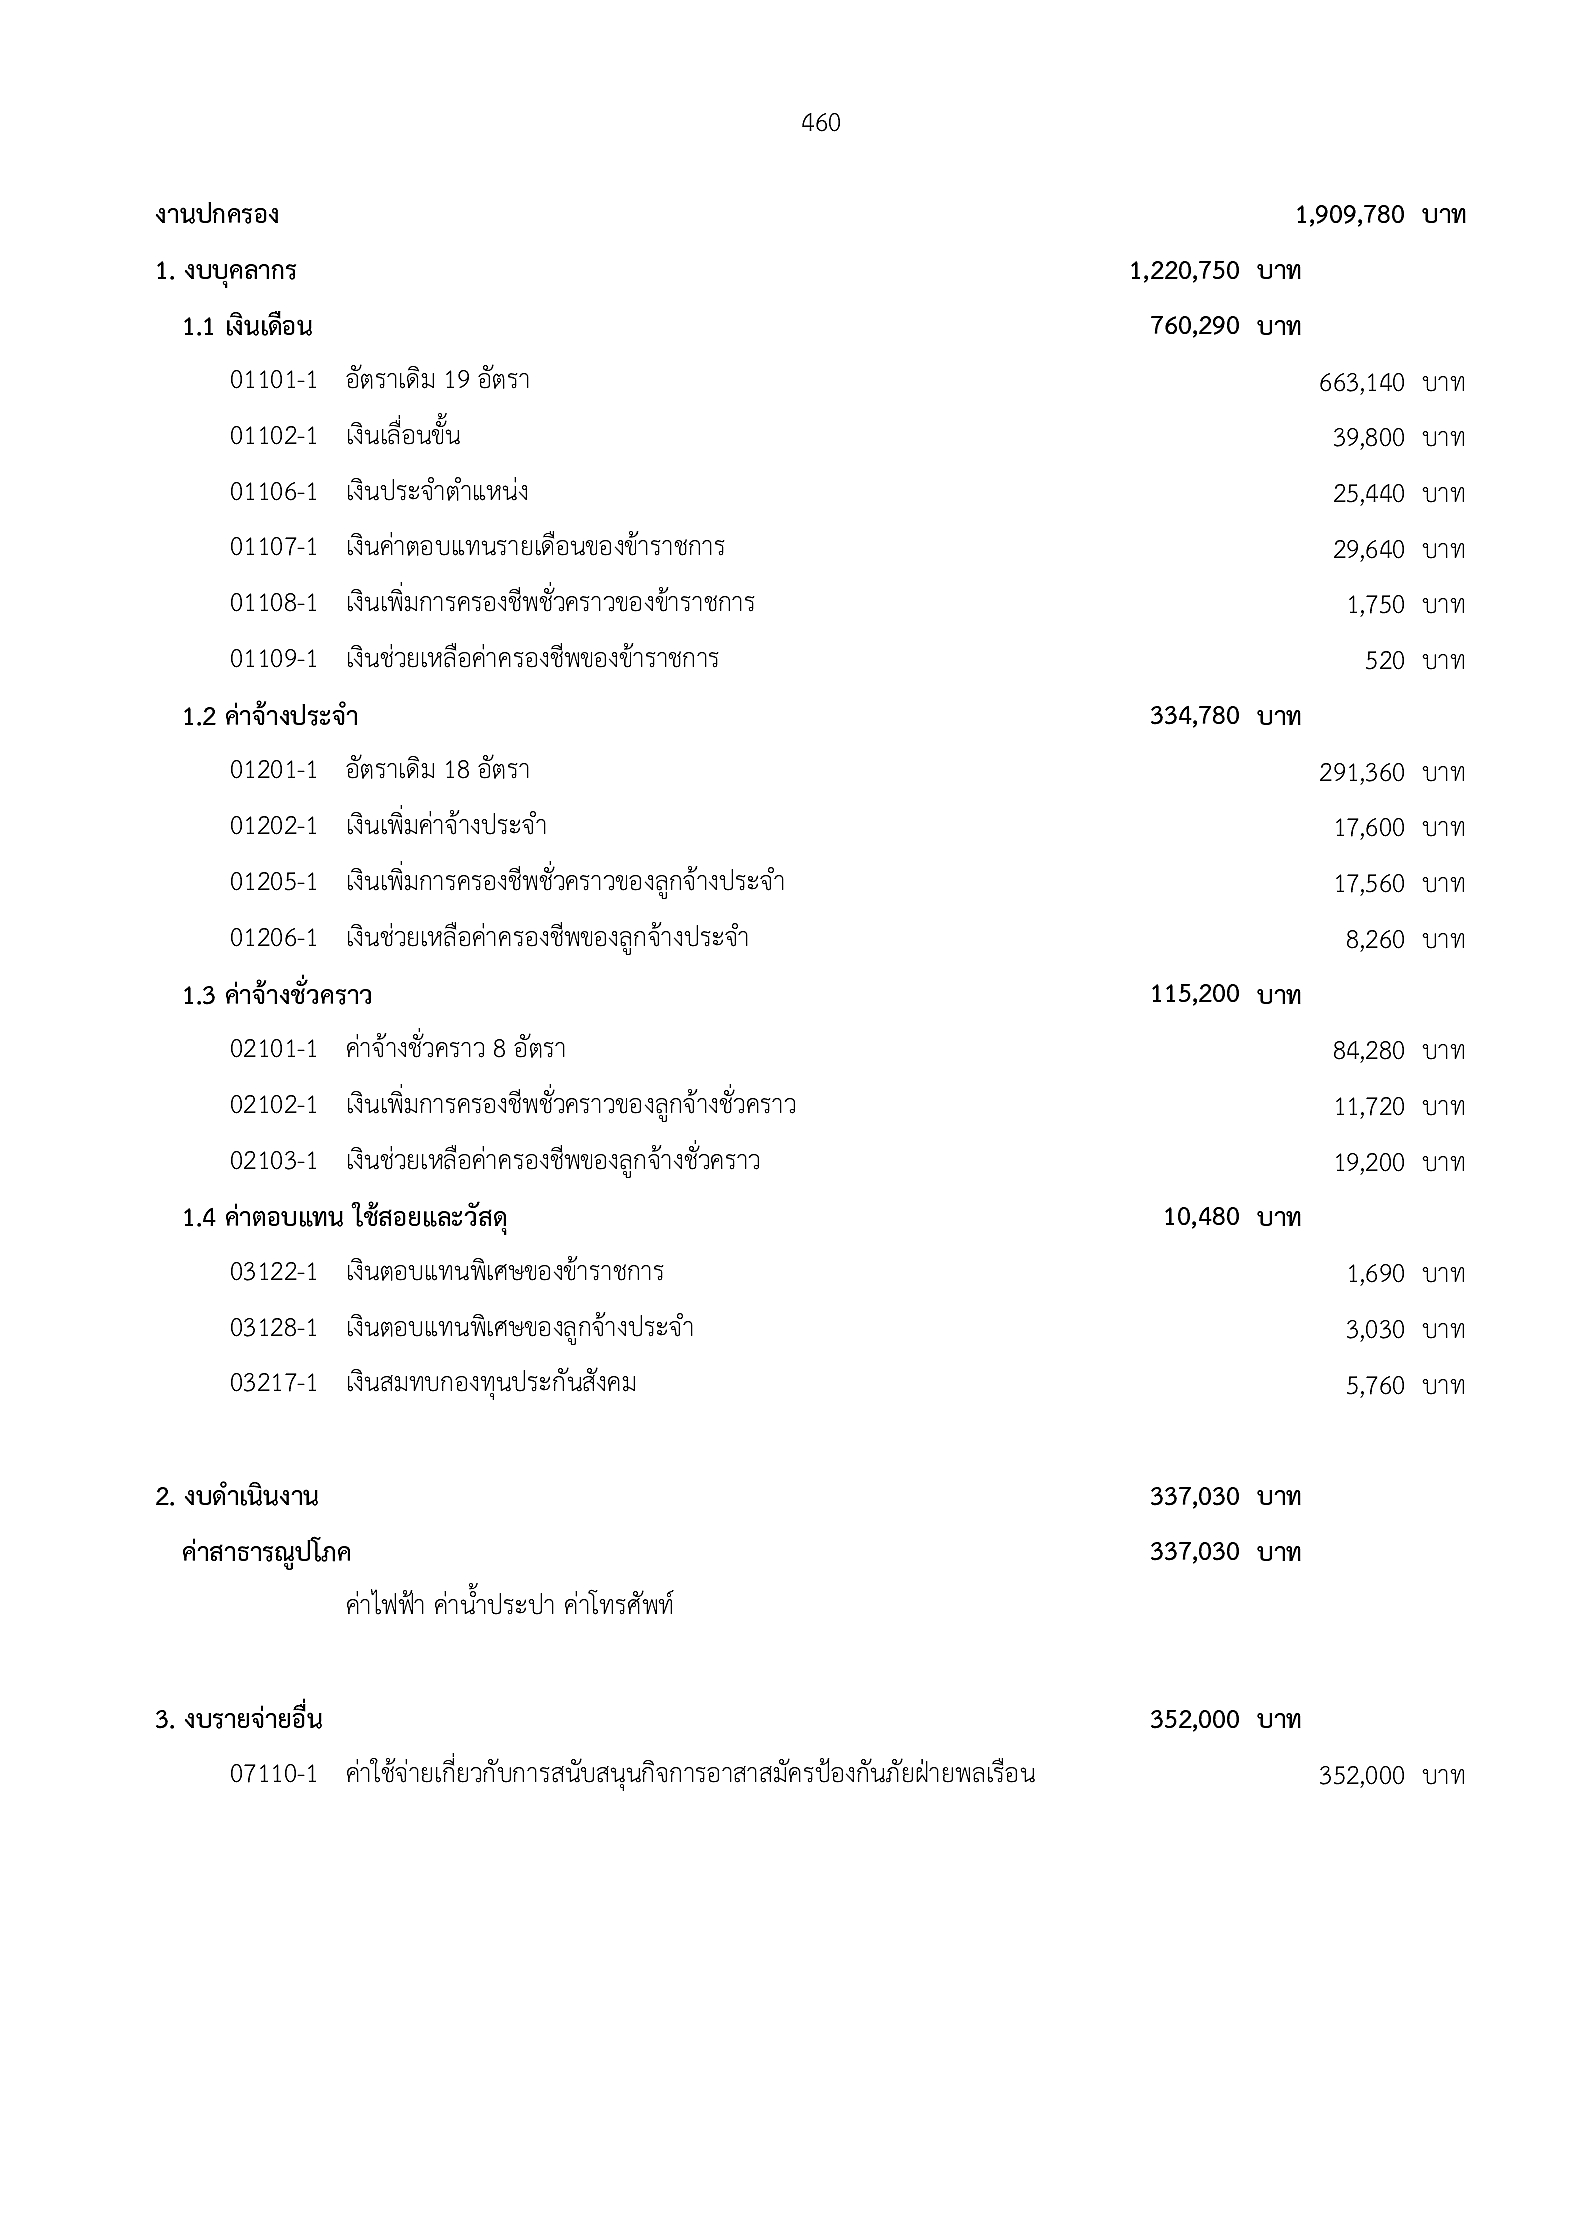 460
งานปกครอง 1,909,780 บาท
1. งบบุคลากร 1,220,750 บาท
1.1 เงินเดือน 760,290 บาท
01101-1 อัตราเดิม 19 อัตรา 663,140 บาท
01102-1 เงินเลื่อนขั้น 39,800 บาท
01106-1 เงินประจำตำแหน่ง 25,440 บาท
01107-1 เงินค่าตอบแทนรายเดือนของข้าราชการ 29,640 บาท
01108-1 เงินเพิ่มการครองชีพชั่วคราวของข้าราชการ 1,750 บาท
01109-1 เงินช่วยเหลือค่าครองชีพของข้าราชการ 520 บาท
1.2 ค่าจ้างประจำ 334,780 บาท
01201-1 อัตราเดิม 18 อัตรา 291,360 บาท
01202-1 เงินเพิ่มค่าจ้างประจำ 17,600 บาท
01205-1 เงินเพิ่มการครองชีพชั่วคราวของลูกจ้างประจำ 17,560 บาท
01206-1 เงินช่วยเหลือค่าครองชีพของลูกจ้างประจำ 8,260 บาท
1.3 ค่าจ้างชั่วคราว 115,200 บาท
02101-1 ค่าจ้างชั่วคราว 8 อัตรา 84,280 บาท
02102-1 เงินเพิ่มการครองชีพชั่วคราวของลูกจ้างชั่วคราว 11,720 บาท
02103-1 เงินช่วยเหลือค่าครองชีพของลูกจ้างชั่วคราว 19,200 บาท
1.4 ค่าตอบแทน ใช้สอยและวัสดุ 10,480 บาท
03122-1 เงินตอบแทนพิเศษของข้าราชการ 1,690 บาท
03128-1 เงินตอบแทนพิเศษของลูกจ้างประจำ 3,030 บาท
03217-1 เงินสมทบกองทุนประกันสังคม 5,760 บาท
2. งบดำเนินงาน 337,030 บาท
ค่าสาธารณูปโภค 337,030 บาท
ค่าไฟฟ้า ค่าน้ำประปา ค่าโทรศัพท์
3. งบรายจ่ายอื่น 352,000 บาท
07110-1 ค่าใช้จ่ายเกี่ยวกับการสนับสนุนกิจการอาสาสมัครป้องกันภัยฝ่ายพลเรือน 352,000 บาท